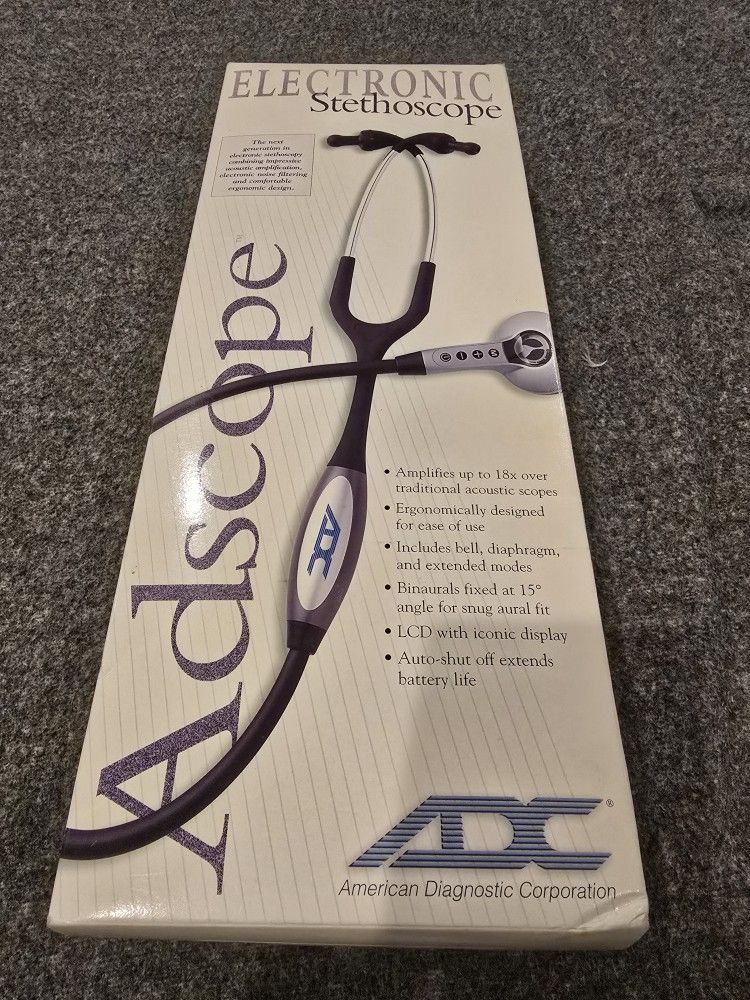 ELECTRONIC
Stethoscope
The next
generation in
electronic stethoscopy
combining impressive
acoustic amplification,
electronic noise filtering
and comfortable
ergonomic design.
Adscope™
ADC
• Amplifies up to 18x over
traditional acoustic scopes
• Ergonomically designed
for ease of use
• Includes bell, diaphragm,
and extended modes
• Binaurals fixed at 15°
angle for snug aural fit
• LCD with iconic display
• Auto-shut off extends
battery life
ADC®
American Diagnostic Corporation